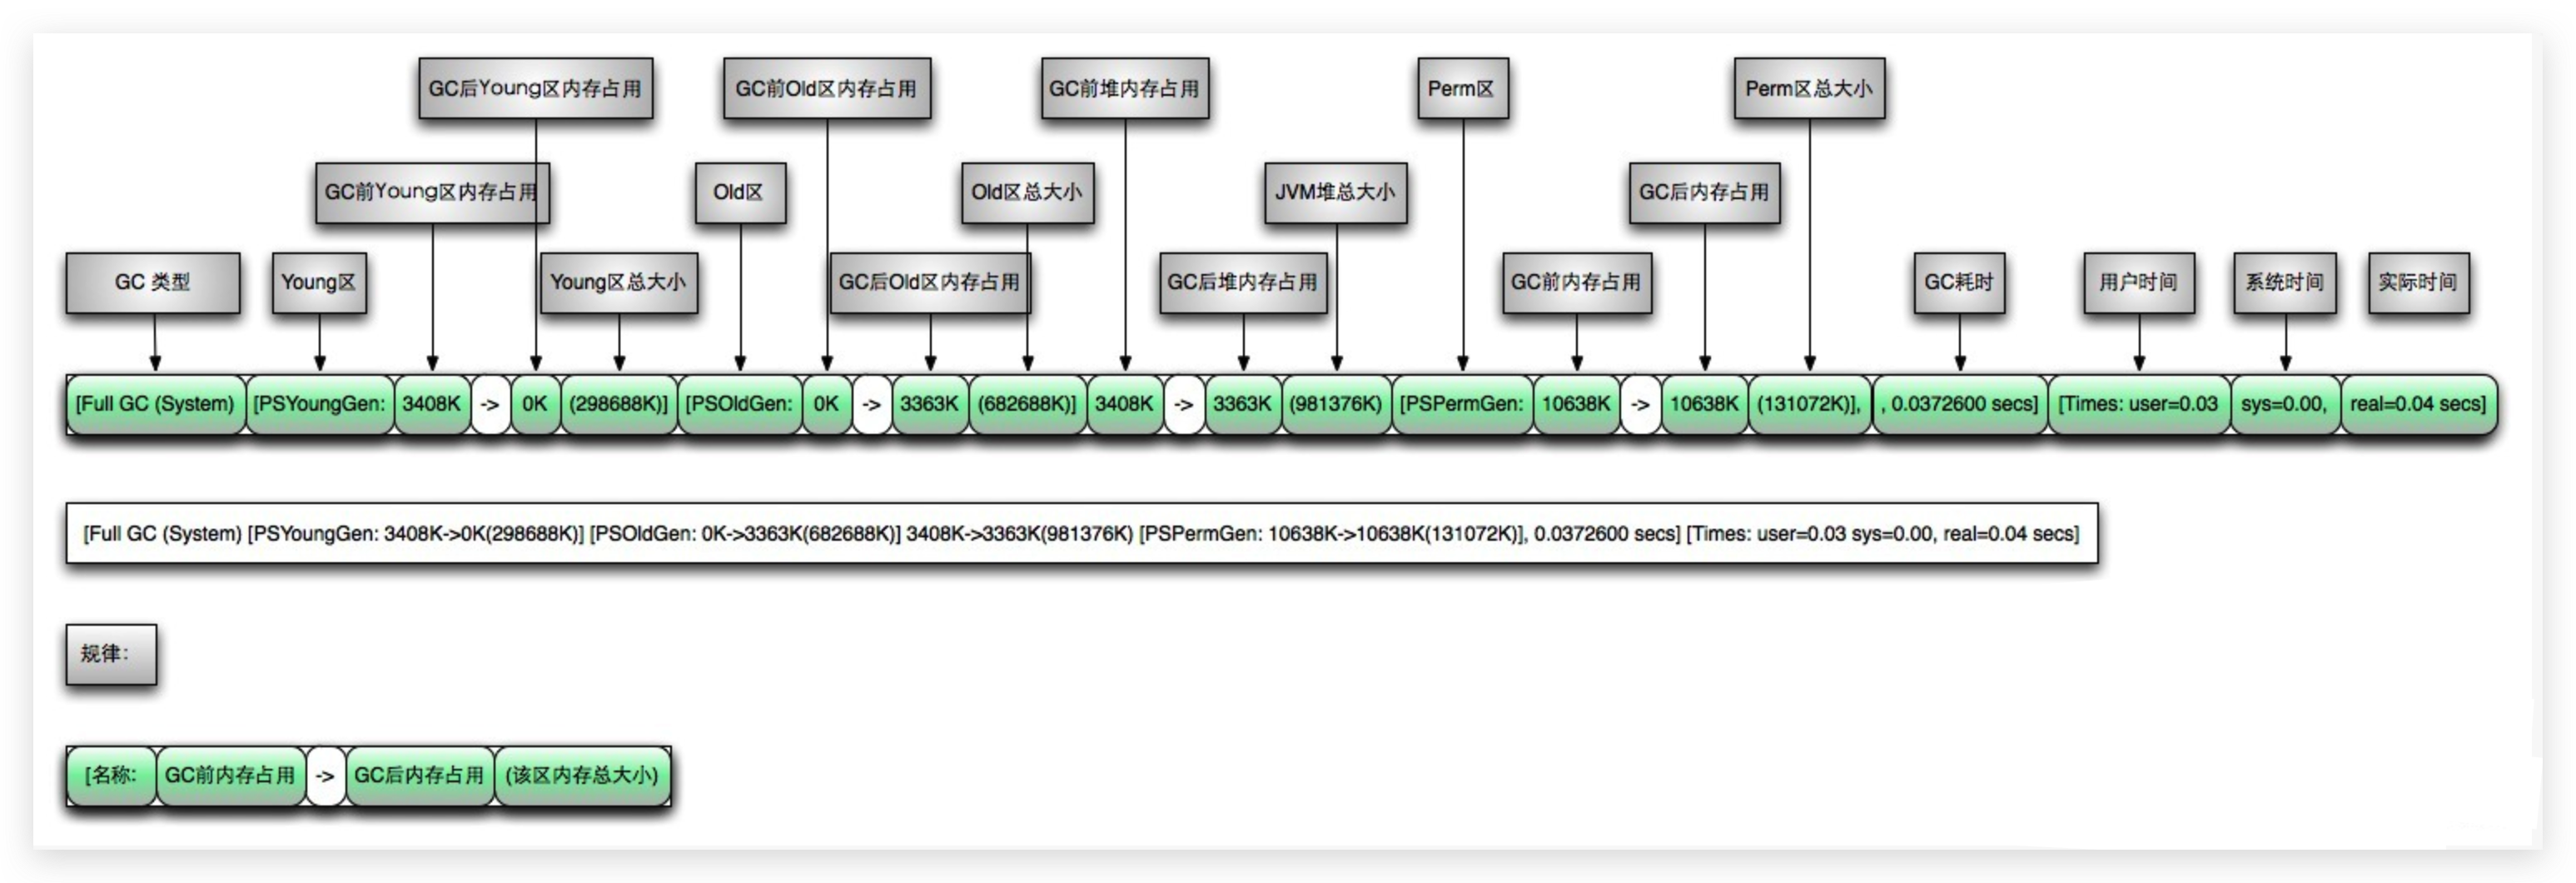 GC后Young区内存占用 GC前Old区内存占用 GC前堆内存占用 Perm区 Perm区总大小
GC前Young区内存占用 Old区 Old区总大小 JVM堆总大小 GC后内存占用
GC 类型 Young区 Young区总大小 GC后Old区内存占用 GC后堆内存占用 GC前内存占用 GC耗时 用户时间 系统时间 实际时间
[Full GC (System) [PSYoungGen: 3408K -> 0K (298688K)] [PSOldGen: 0K -> 3363K (682688K)] 3408K -> 3363K (981376K) [PSPermGen: 10638K -> 10638K (131072K)], , 0.0372600 secs] [Times: user=0.03 sys=0.00, real=0.04 secs]
[Full GC (System) [PSYoungGen: 3408K->0K(298688K)] [PSOldGen: 0K->3363K(682688K)] 3408K->3363K(981376K) [PSPermGen: 10638K->10638K(131072K)], 0.0372600 secs] [Times: user=0.03 sys=0.00, real=0.04 secs]
规律：
[名称: GC前内存占用 -> GC后内存占用 (该区内存总大小)